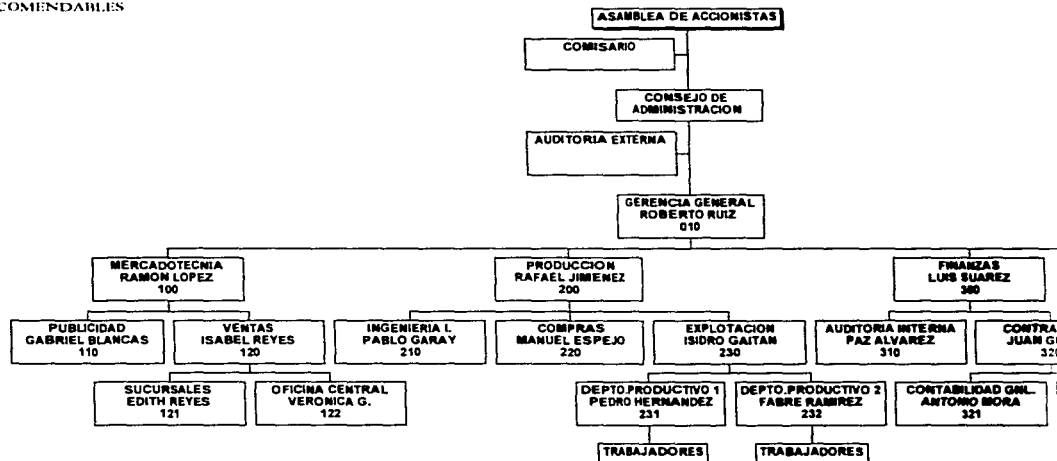 COMENDABLES
ASAMBLEA DE ACCIONISTAS
COMISARIO
CONSEJO DE
ADMINISTRACION
AUDITORIA EXTERNA
GERENCIA GENERAL
ROBERTO RUIZ
010
MERCADOTECNIA
RAMON LOPEZ
100
PRODUCCION
RAFAEL JIMENEZ
200
FINANZAS
LUIS SUAREZ
300
PUBLICIDAD
GABRIEL BLANCAS
110
VENTAS
ISABEL REYES
120
INGENIERIA I.
PABLO GARAY
210
COMPRAS
MANUEL ESPEJO
220
EXPLOTACION
ISIDRO GAITAN
230
AUDITORIA INTERNA
PAZ ALVAREZ
310
CONTRA
JUAN GU
320
SUCURSALES
EDITH REYES
121
OFICINA CENTRAL
VERONICA G.
122
DEPTO.PRODUCTIVO 1
PEDRO HERNANDEZ
231
DEPTO.PRODUCTIVO 2
FABRE RAMIREZ
232
CONTABILIDAD GNL.
ANTONIO MORA
321
TRABAJADORES
TRABAJADORES